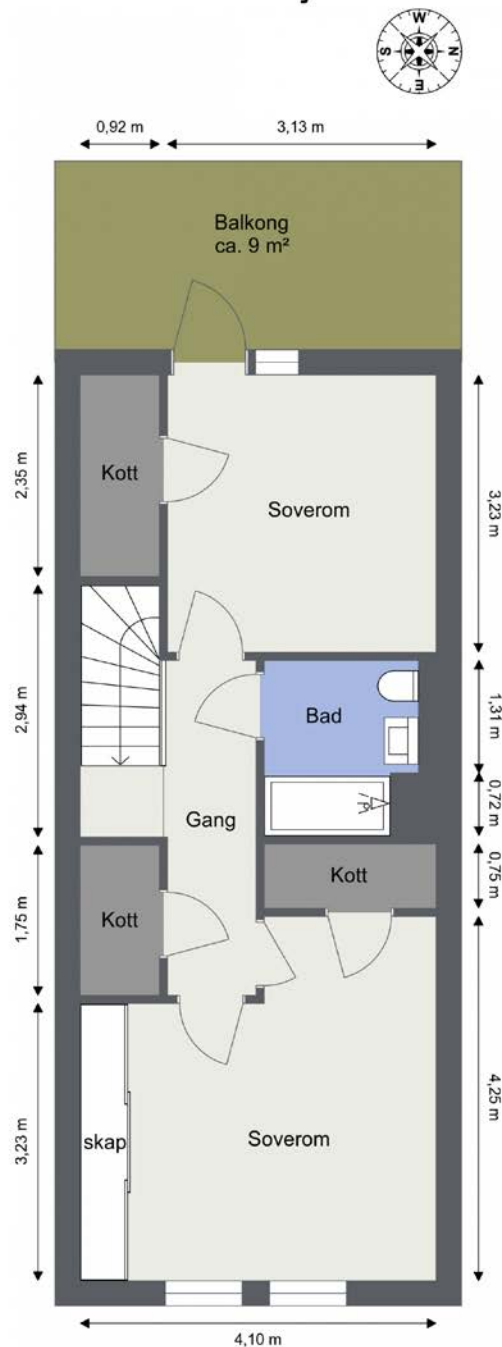 W
S
N
E
0,92 m
3,13 m
Balkong
ca. 9 m²
2,35 m
Kott
Soverom
3,23 m
2,94 m
Bad
1,31 m
0,72 m
Gang
0,75 m
Kott
1,75 m
Kott
4,25 m
3,23 m
skap
Soverom
4,10 m